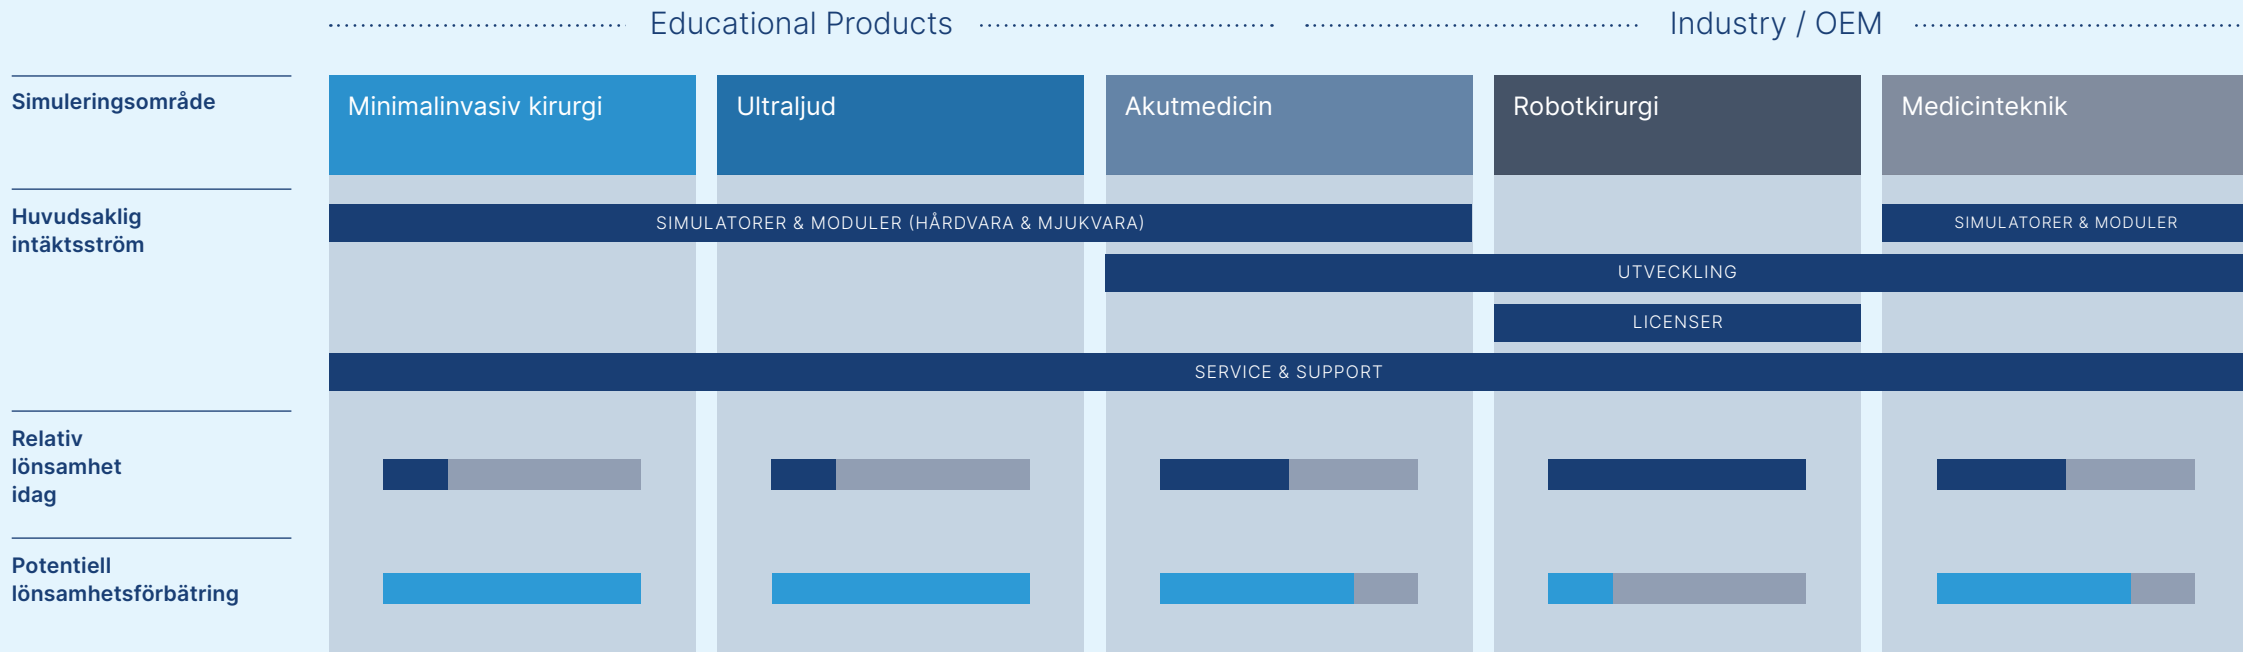 Educational Products
Industry / OEM
Simuleringsområde
Minimalinvasiv kirurgi
Ultraljud
Akutmedicin
Robotkirurgi
Medicinteknik
Huvudsaklig
intäktsström
SIMULATORER & MODULER (HÅRDVARA & MJUKVARA)
SIMULATORER & MODULER
UTVECKLING
LICENSER
SERVICE & SUPPORT
Relativ
lönsamhet
idag
Potentiell
lönsamhetsförbätring